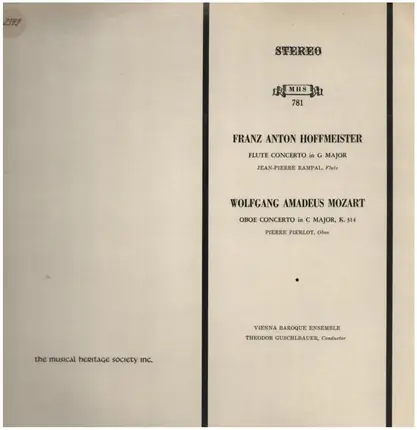 STEREO
MHS
781
FRANZ ANTON HOFFMEISTER
FLUTE CONCERTO in G MAJOR
JEAN-PIERRE RAMPAL, Flute
WOLFGANG AMADEUS MOZART
OBOE CONCERTO in C MAJOR, K. 314
PIERRE PIERLOT, Oboe
VIENNA BAROQUE ENSEMBLE
THEODOR GUSCHLBAUER, Conductor
the musical heritage society inc.